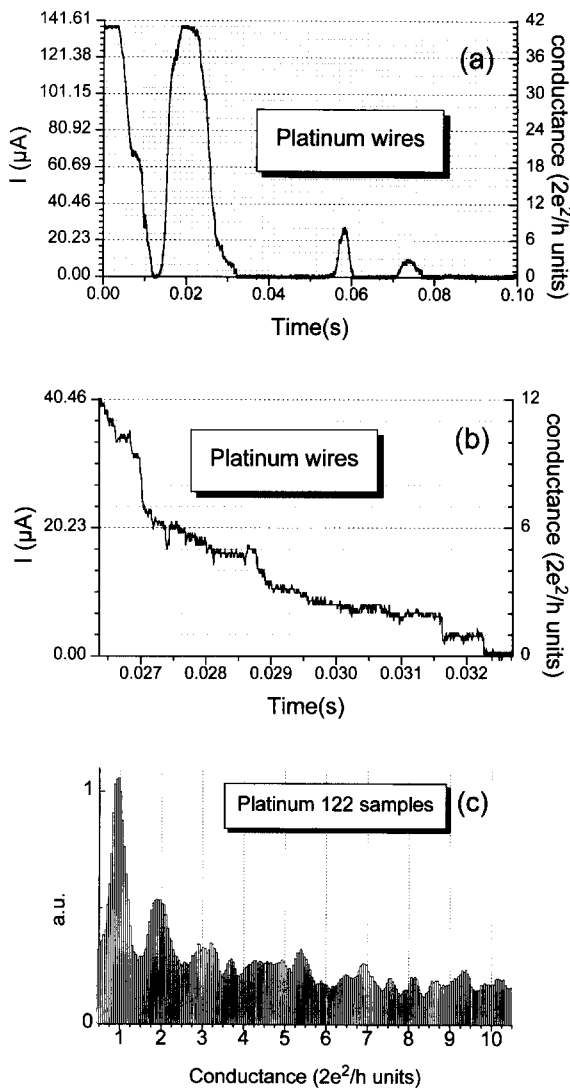 (a)
Platinum wires
I (µA)
141.61
121.38
101.15
80.92
60.69
40.46
20.23
0.00
42
36
30
24
18
12
6
0
conductance (2e²/h units)
0.00 0.02 0.04 0.06 0.08 0.10
Time(s)
(b)
Platinum wires
I (µA)
40.46
20.23
0.00
12
6
0
conductance (2e²/h units)
0.027 0.028 0.029 0.030 0.031 0.032
Time(s)
(c)
Platinum 122 samples
a.u.
1
0
1 2 3 4 5 6 7 8 9 10
Conductance (2e²/h units)